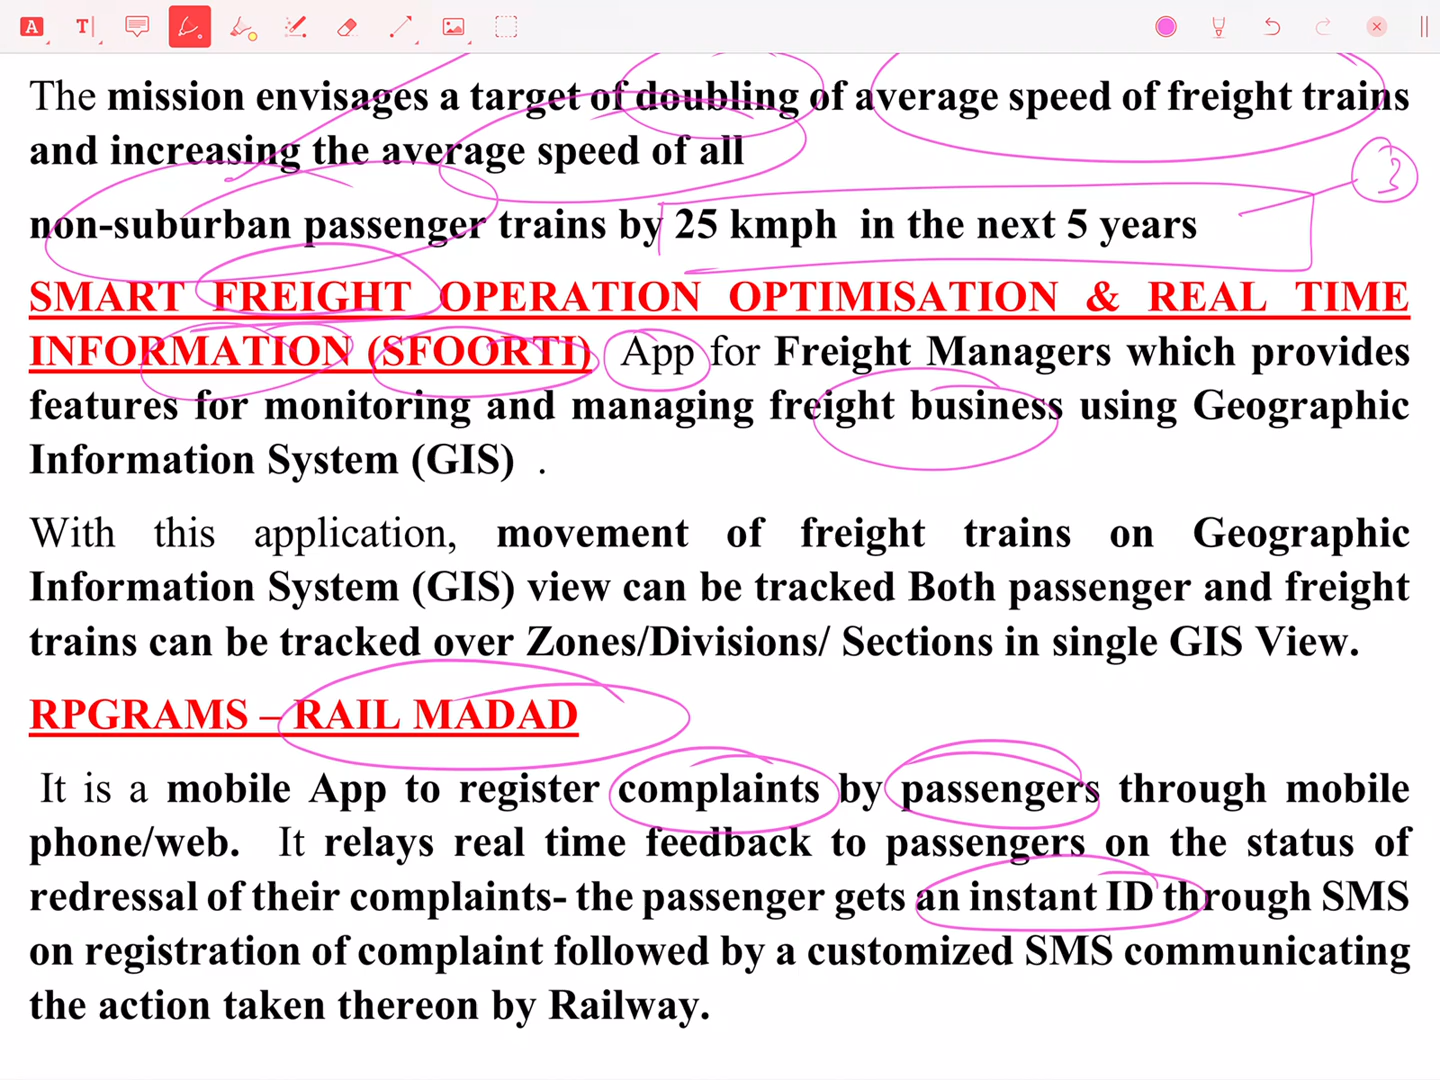 The mission envisages a target of doubling of average speed of freight trains
and increasing the average speed of all
3
non-suburban passenger trains by 25 kmph in the next 5 years
SMART FREIGHT OPERATION OPTIMISATION & REAL TIME
INFORMATION (SFOORTI) App for Freight Managers which provides
features for monitoring and managing freight business using Geographic
Information System (GIS) .
With this application, movement of freight trains on Geographic
Information System (GIS) view can be tracked Both passenger and freight
trains can be tracked over Zones/Divisions/ Sections in single GIS View.
RPGRAMS – RAIL MADAD
It is a mobile App to register complaints by passengers through mobile
phone/web. It relays real time feedback to passengers on the status of
redressal of their complaints- the passenger gets an instant ID through SMS
on registration of complaint followed by a customized SMS communicating
the action taken thereon by Railway.